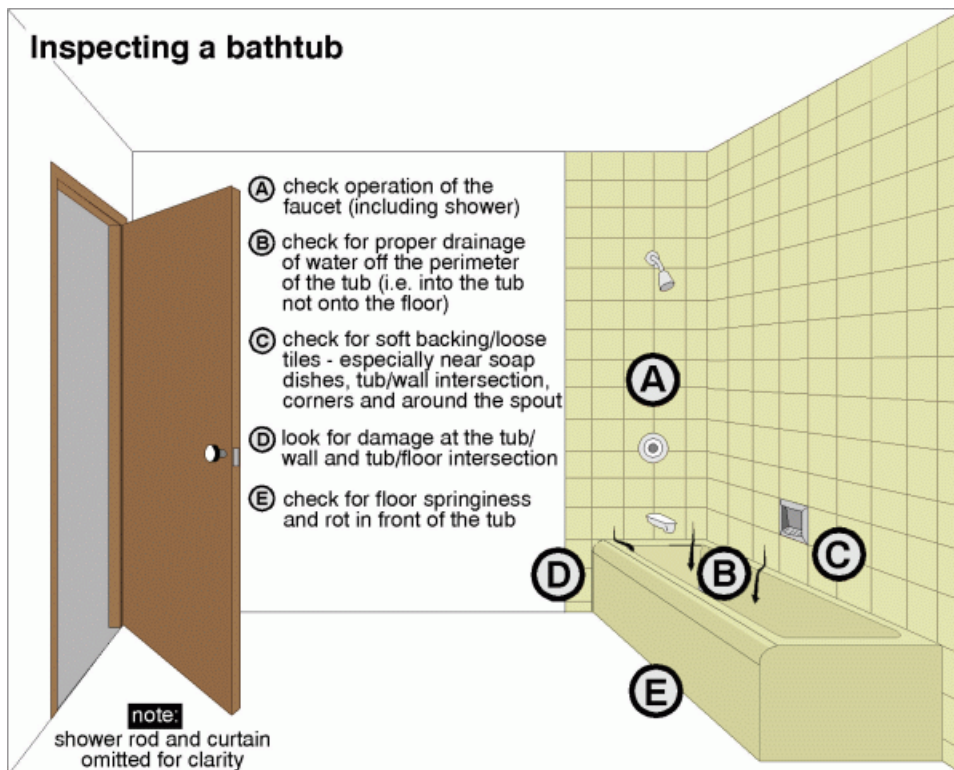 Inspecting a bathtub
A check operation of the
faucet (including shower)
B check for proper drainage
of water off the perimeter
of the tub (i.e. into the tub
not onto the floor)
C check for soft backing/loose
tiles - especially near soap
dishes, tub/wall intersection,
corners and around the spout
D look for damage at the tub/
wall and tub/floor intersection
E check for floor springiness
and rot in front of the tub
A
B
C
D
E
note:
shower rod and curtain
omitted for clarity